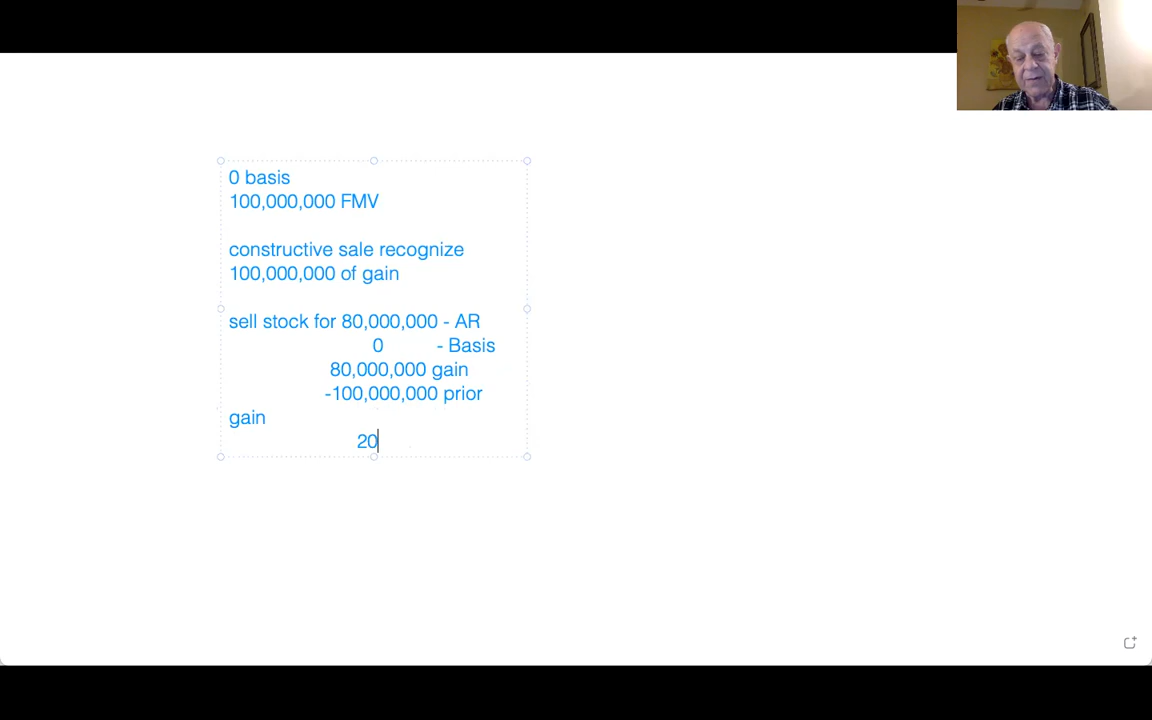 0 basis
100,000,000 FMV
constructive sale recognize
100,000,000 of gain
sell stock for 80,000,000 - AR
0 - Basis
80,000,000 gain
-100,000,000 prior
gain
20